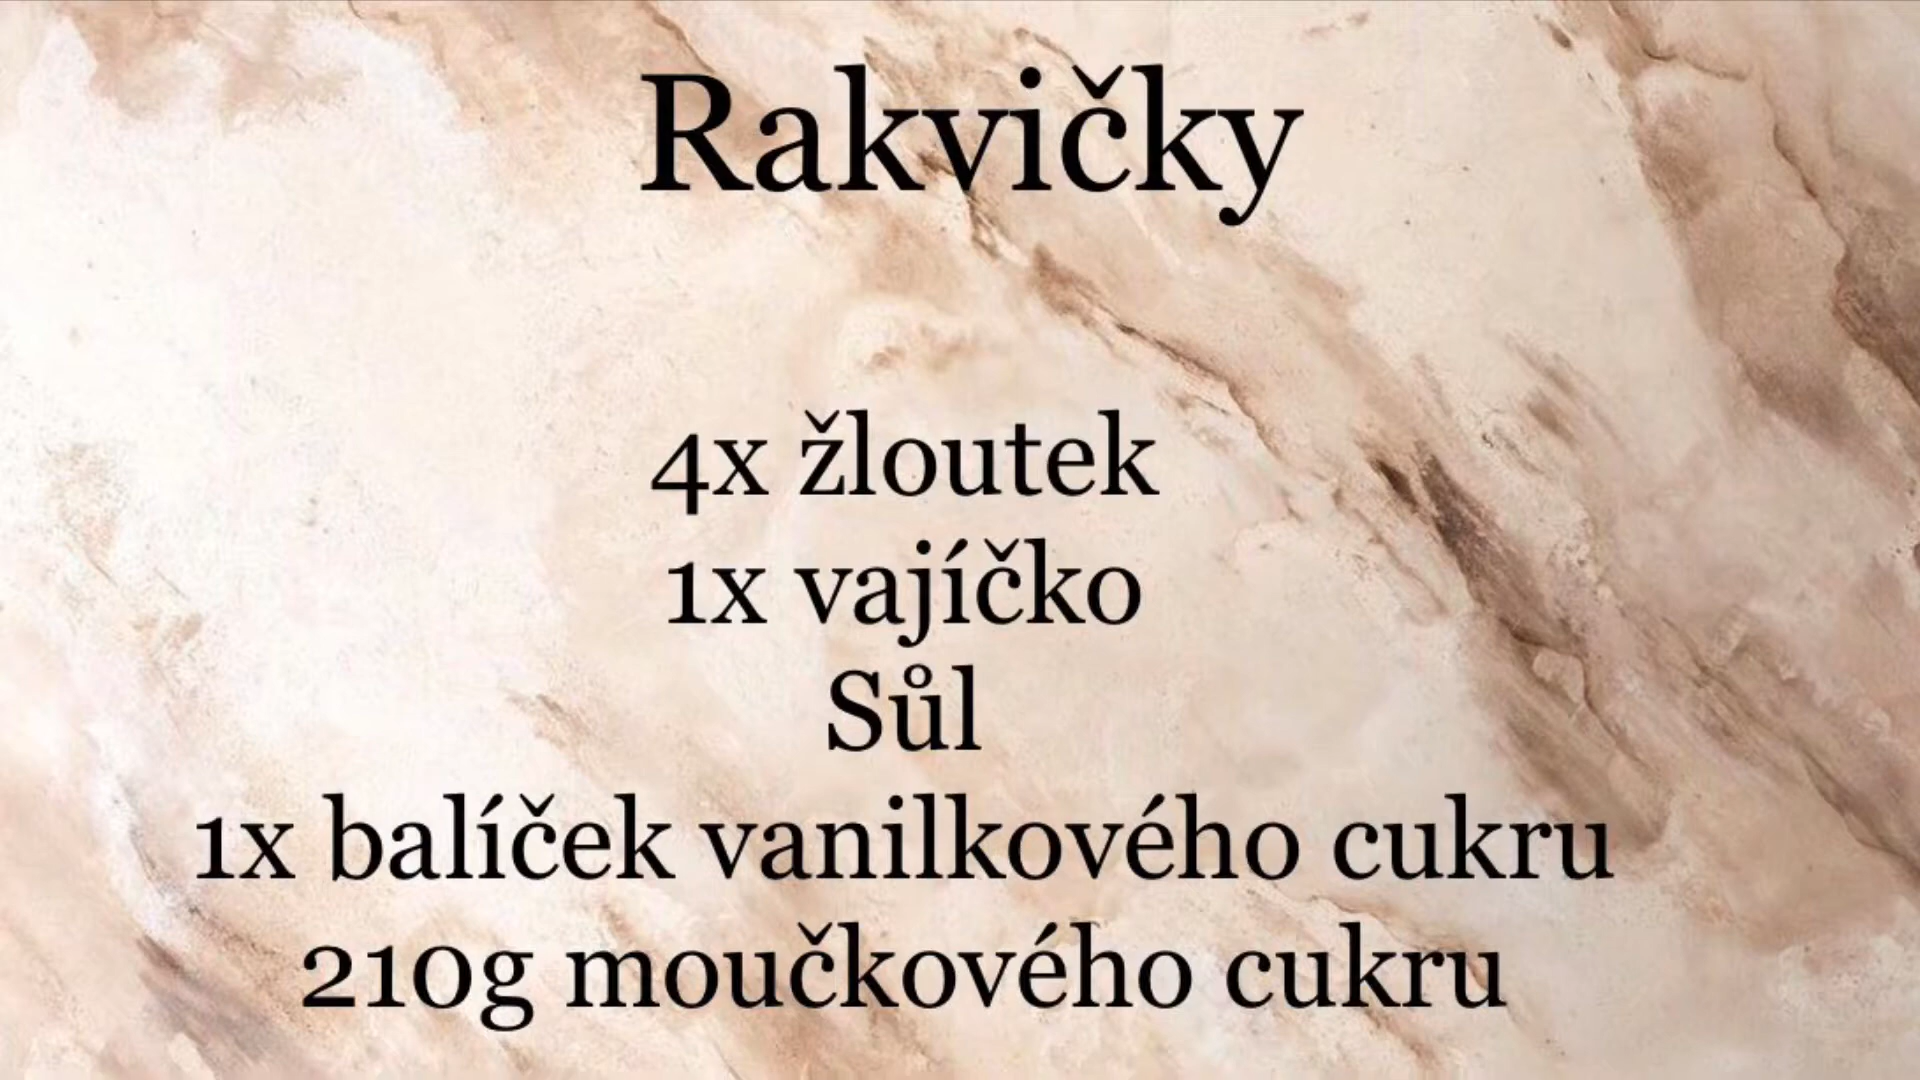 Rakvičky
4x žloutek
1x vajíčko
Sůl
1x balíček vanilkového cukru
210g moučkového cukru